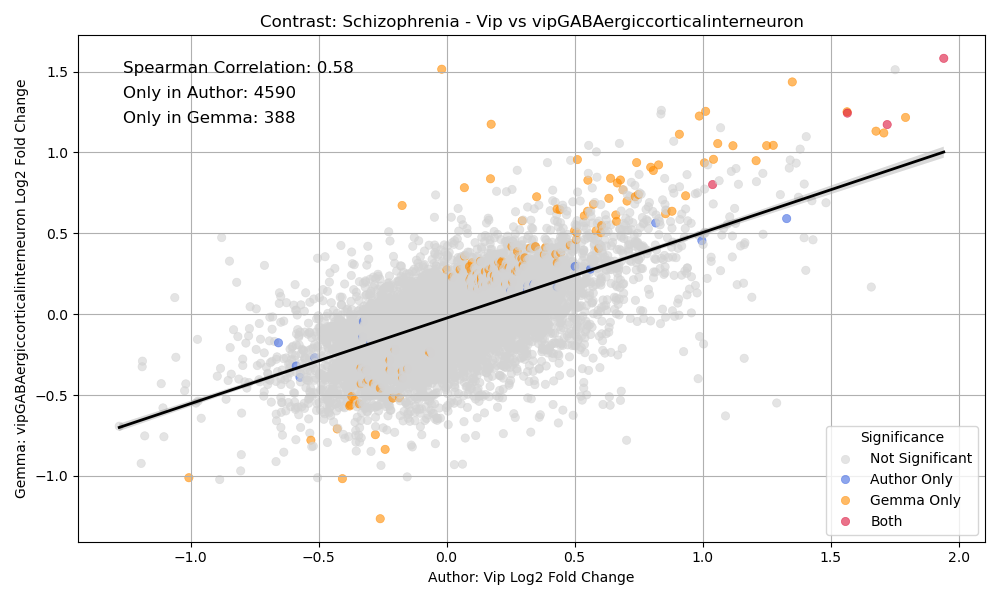 Contrast: Schizophrenia - Vip vs vipGABAergiccorticalinterneuron
Spearman Correlation: 0.58
Only in Author: 4590
Only in Gemma: 388
Gemma: vipGABAergiccorticalinterneuron Log2 Fold Change
1.5
1.0
0.5
0.0
−0.5
−1.0
Significance
Not Significant
Author Only
Gemma Only
Both
−1.0 −0.5 0.0 0.5 1.0 1.5 2.0
Author: Vip Log2 Fold Change